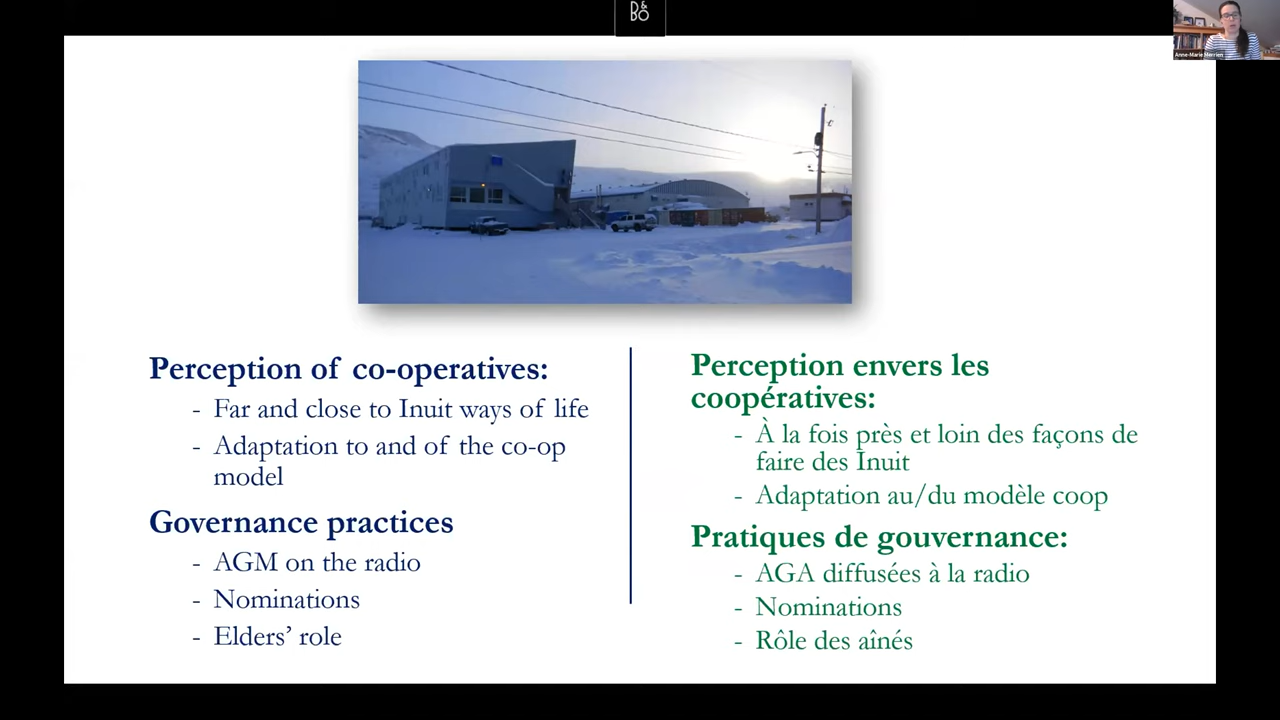 B&O
Anne-Marie Merrien
Perception of co-operatives:
- Far and close to Inuit ways of life
- Adaptation to and of the co-op
model
Governance practices
- AGM on the radio
- Nominations
- Elders’ role
Perception envers les
coopératives:
- À la fois près et loin des façons de
faire des Inuit
- Adaptation au/du modèle coop
Pratiques de gouvernance:
- AGA diffusées à la radio
- Nominations
- Rôle des aînés